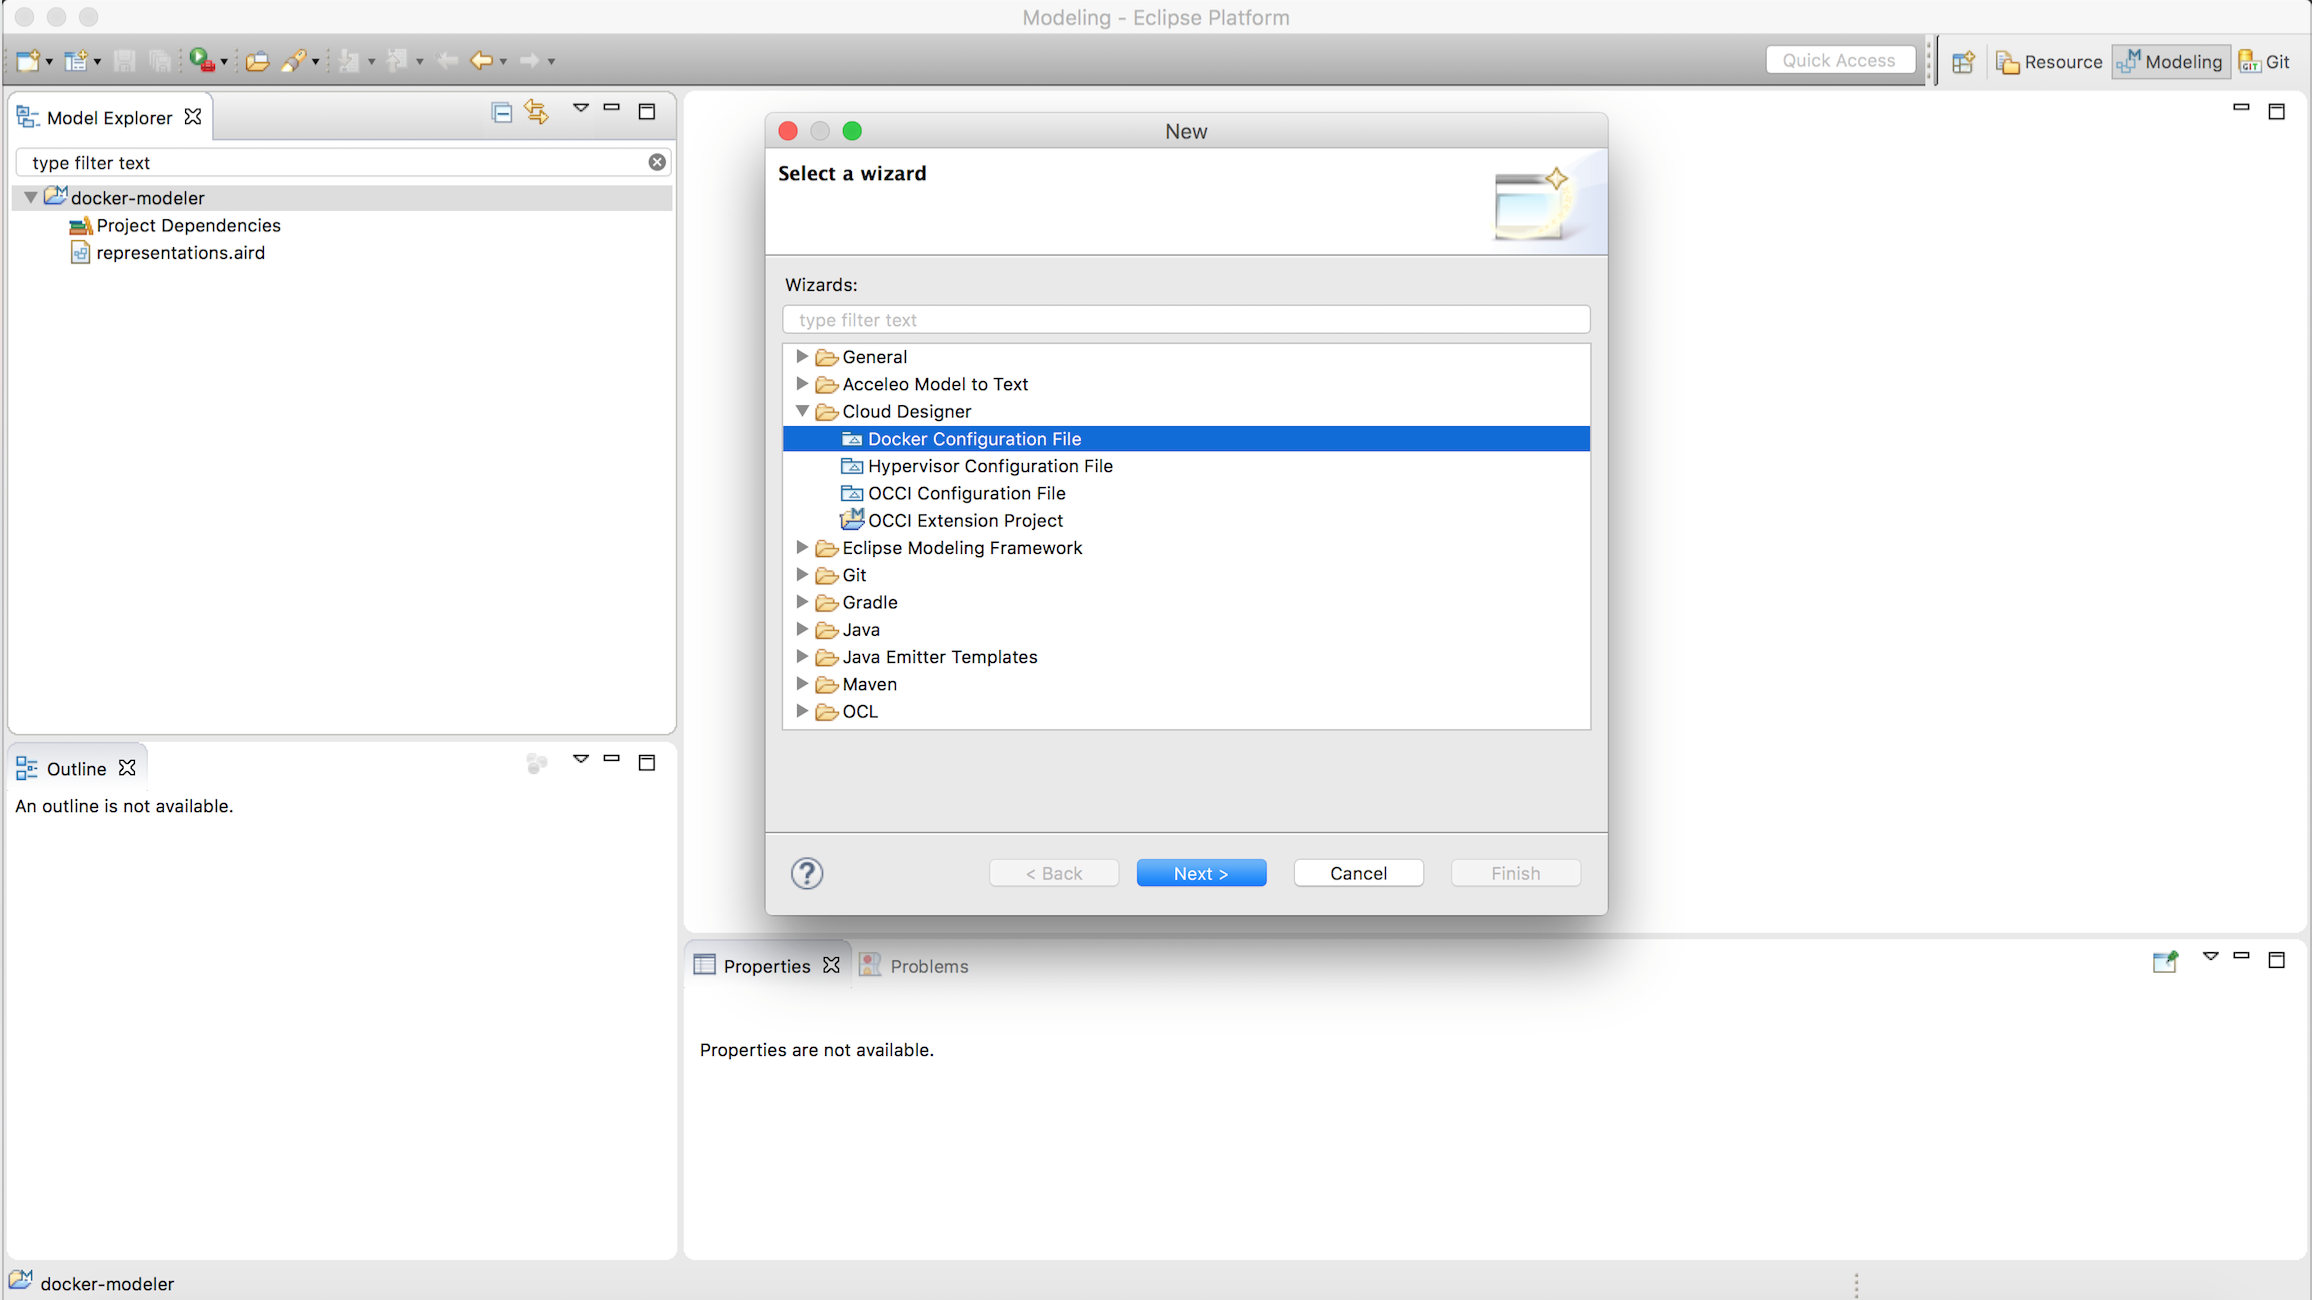 Modeling - Eclipse Platform
Quick Access
Resource
Modeling
GIT
Git
Model Explorer
type filter text
docker-modeler
Project Dependencies
representations.aird
Outline
An outline is not available.
New
Select a wizard
Wizards:
type filter text
General
Acceleo Model to Text
Cloud Designer
Docker Configuration File
Hypervisor Configuration File
OCCI Configuration File
OCCI Extension Project
Eclipse Modeling Framework
Git
Gradle
Java
Java Emitter Templates
Maven
OCL
?
< Back
Next >
Cancel
Finish
Properties
Problems
Properties are not available.
docker-modeler